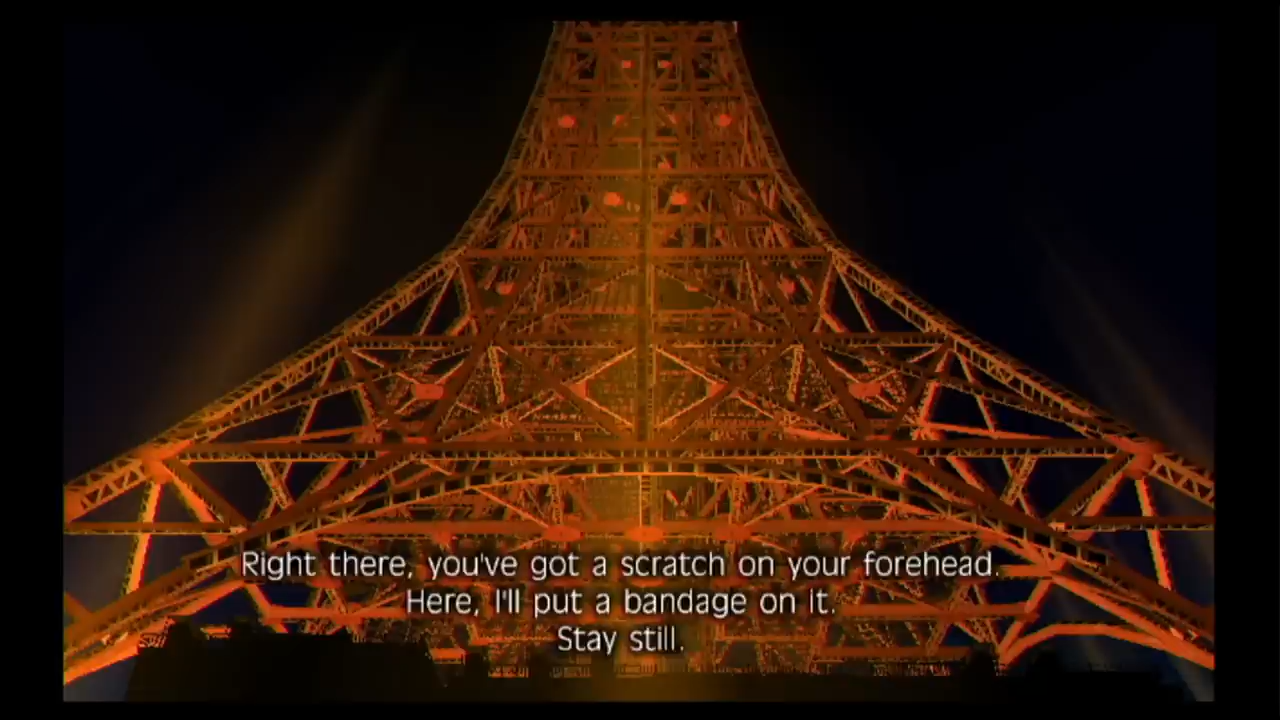 Right there, you've got a scratch on your forehead.
Here, I'll put a bandage on it.
Stay still.